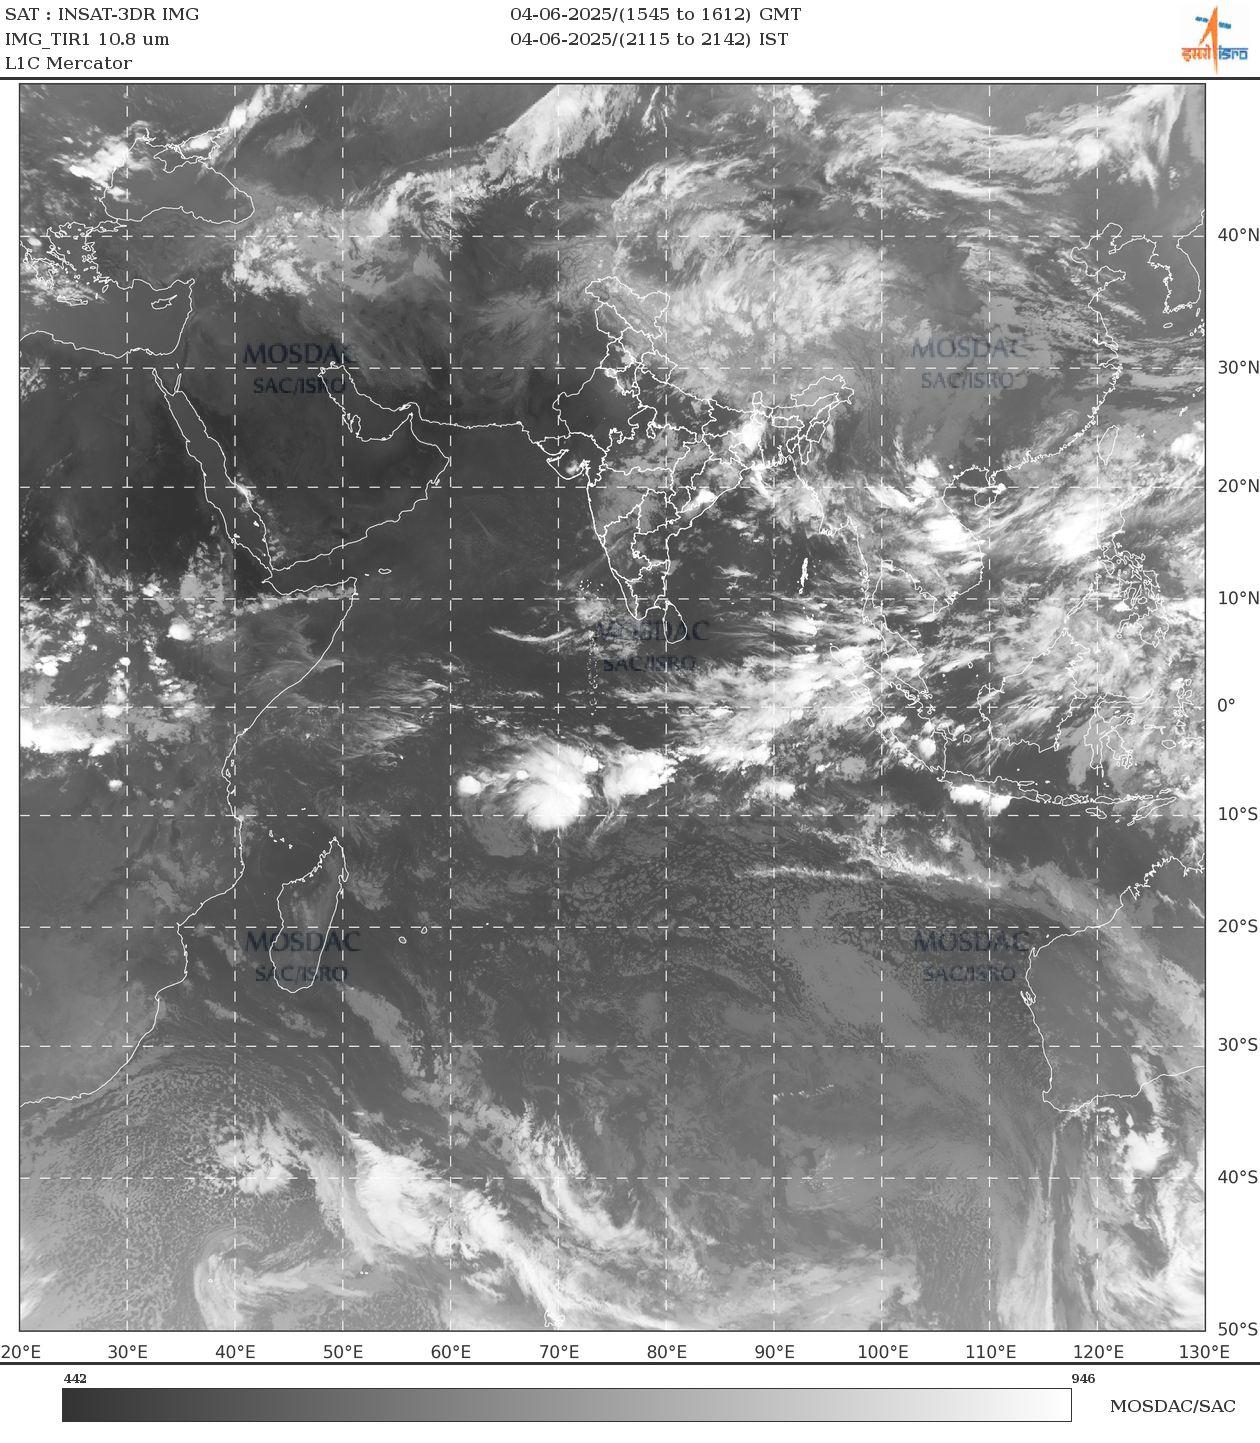 SAT : INSAT-3DR IMG
04-06-2025/(1545 to 1612) GMT
IMG_TIR1 10.8 um
04-06-2025/(2115 to 2142) IST
L1C Mercator
इसरो isro
40°N
MOSDAC
SAC/ISRO
MOSDAC
SAC/ISRO
30°N
20°N
10°N
MOSDAC
SAC/ISRO
0°
10°S
MOSDAC
SAC/ISRO
MOSDAC
SAC/ISRO
20°S
30°S
40°S
50°S
20°E 30°E 40°E 50°E 60°E 70°E 80°E 90°E 100°E 110°E 120°E 130°E
442 946
MOSDAC/SAC